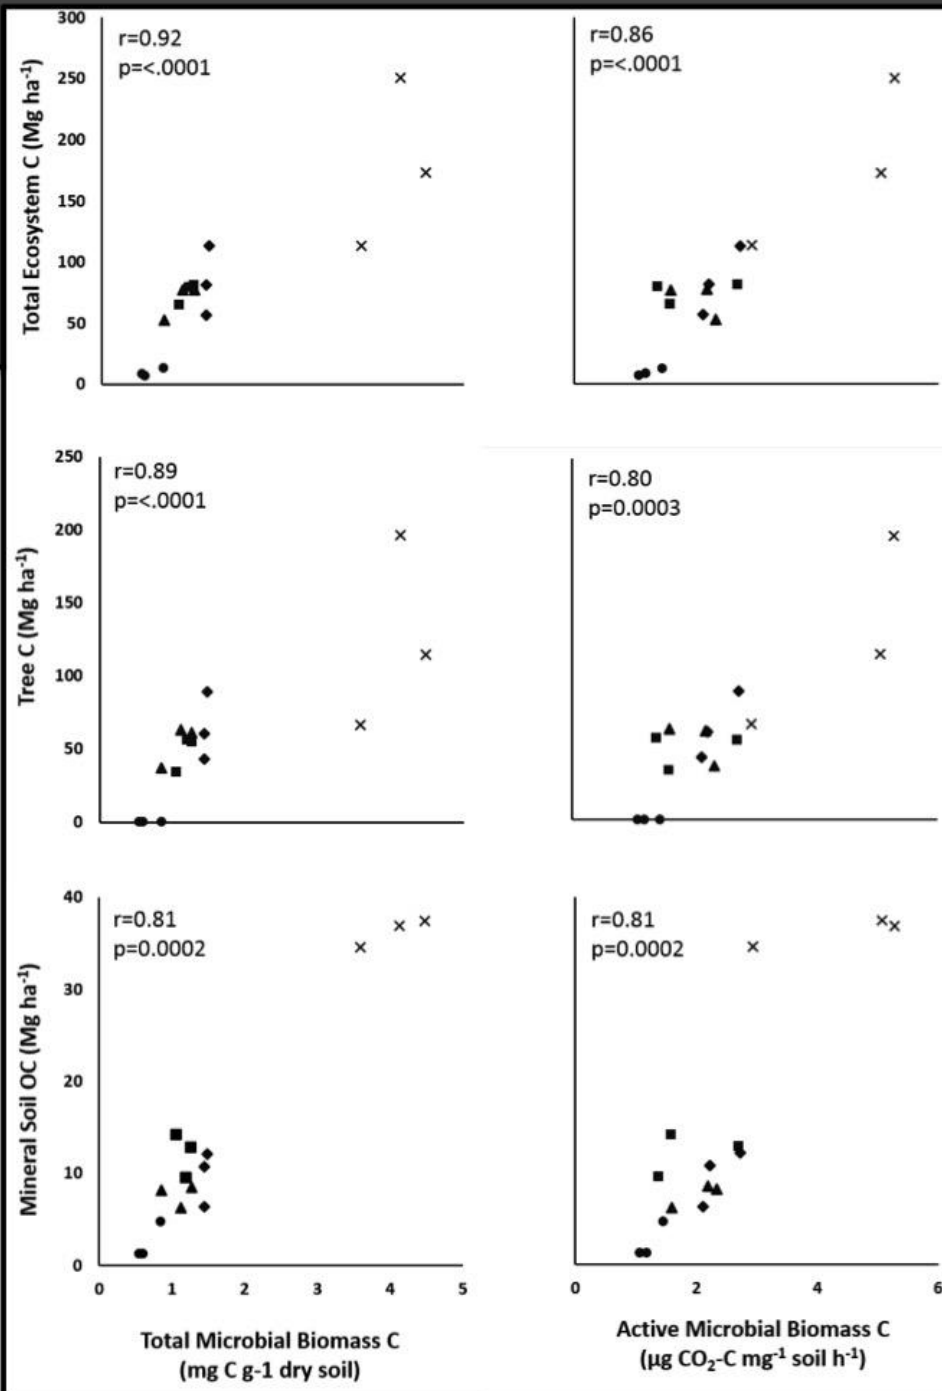 Total Ecosystem C (Mg ha⁻¹)
300
250
200
150
100
50
0
r=0.92
p=<.0001
r=0.86
p=<.0001
Tree C (Mg ha⁻¹)
250
200
150
100
50
0
r=0.89
p=<.0001
r=0.80
p=0.0003
Mineral Soil OC (Mg ha⁻¹)
40
30
20
10
0
r=0.81
p=0.0002
r=0.81
p=0.0002
0 1 2 3 4 5
0 2 4 6
Total Microbial Biomass C
(mg C g-1 dry soil)
Active Microbial Biomass C
(µg CO₂-C mg⁻¹ soil h⁻¹)